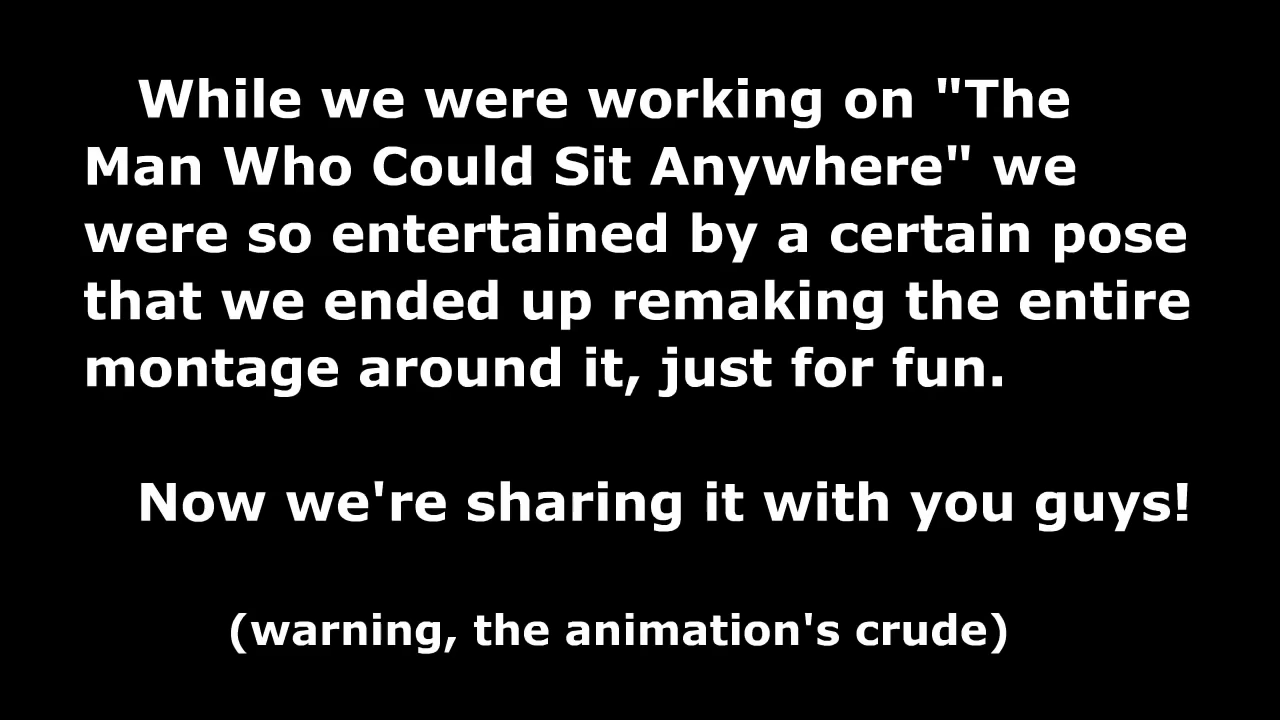 While we were working on "The
Man Who Could Sit Anywhere" we
were so entertained by a certain pose
that we ended up remaking the entire
montage around it, just for fun.
Now we're sharing it with you guys!
(warning, the animation's crude)